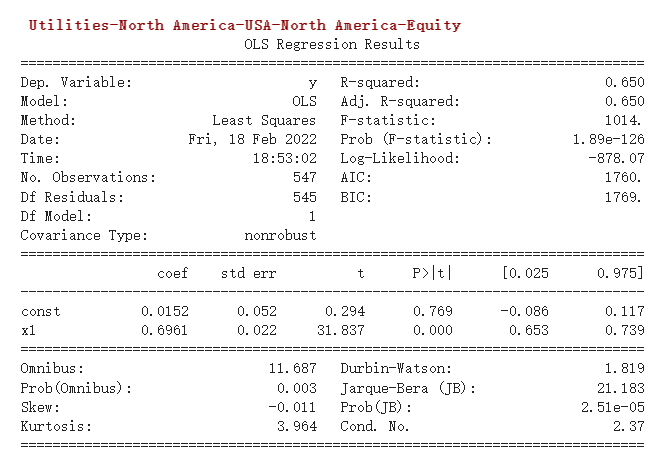 Utilities-North America-USA-North America-Equity
OLS Regression Results
==============================================================================
Dep. Variable:                      y   R-squared:                       0.650
Model:                            OLS   Adj. R-squared:                  0.650
Method:                 Least Squares   F-statistic:                     1014.
Date:                Fri, 18 Feb 2022   Prob (F-statistic):          1.89e-126
Time:                        18:53:02   Log-Likelihood:                -878.07
No. Observations:                 547   AIC:                             1760.
Df Residuals:                     545   BIC:                             1769.
Df Model:                           1
Covariance Type:            nonrobust
==============================================================================
                 coef    std err          t      P>|t|      [0.025      0.975]
------------------------------------------------------------------------------
const          0.0152      0.052      0.294      0.769      -0.086       0.117
x1             0.6961      0.022     31.837      0.000       0.653       0.739
==============================================================================
Omnibus:                       11.687   Durbin-Watson:                   1.819
Prob(Omnibus):                  0.003   Jarque-Bera (JB):               21.183
Skew:                          -0.011   Prob(JB):                     2.51e-05
Kurtosis:                       3.964   Cond. No.                         2.37
==============================================================================